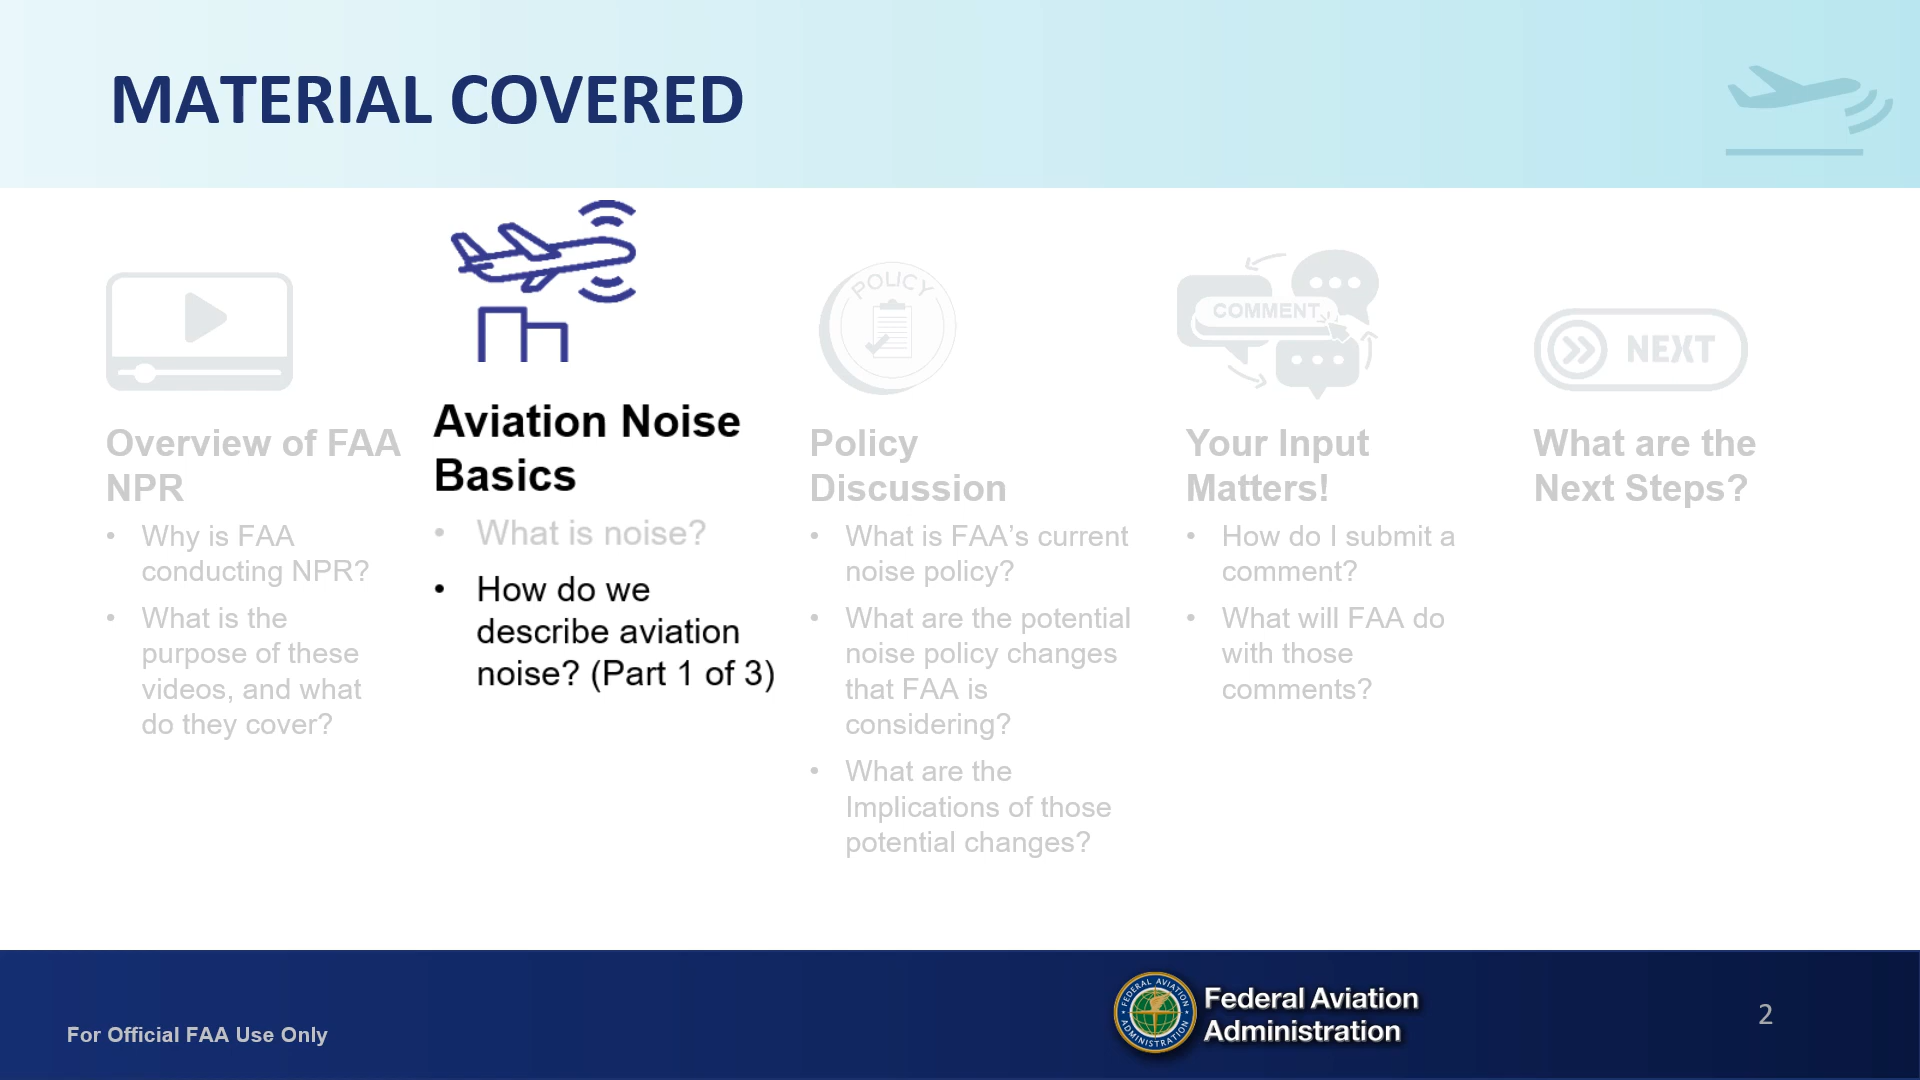 MATERIAL COVERED
Overview of FAA
NPR
• Why is FAA
conducting NPR?
• What is the
purpose of these
videos, and what
do they cover?
Aviation Noise
Basics
• What is noise?
• How do we
describe aviation
noise? (Part 1 of 3)
POLICY
Policy
Discussion
• What is FAA’s current
noise policy?
• What are the potential
noise policy changes
that FAA is
considering?
• What are the
Implications of those
potential changes?
COMMENT
Your Input
Matters!
• How do I submit a
comment?
• What will FAA do
with those
comments?
NEXT
What are the
Next Steps?
For Official FAA Use Only
FEDERAL AVIATION
ADMINISTRATION
Federal Aviation
Administration
2